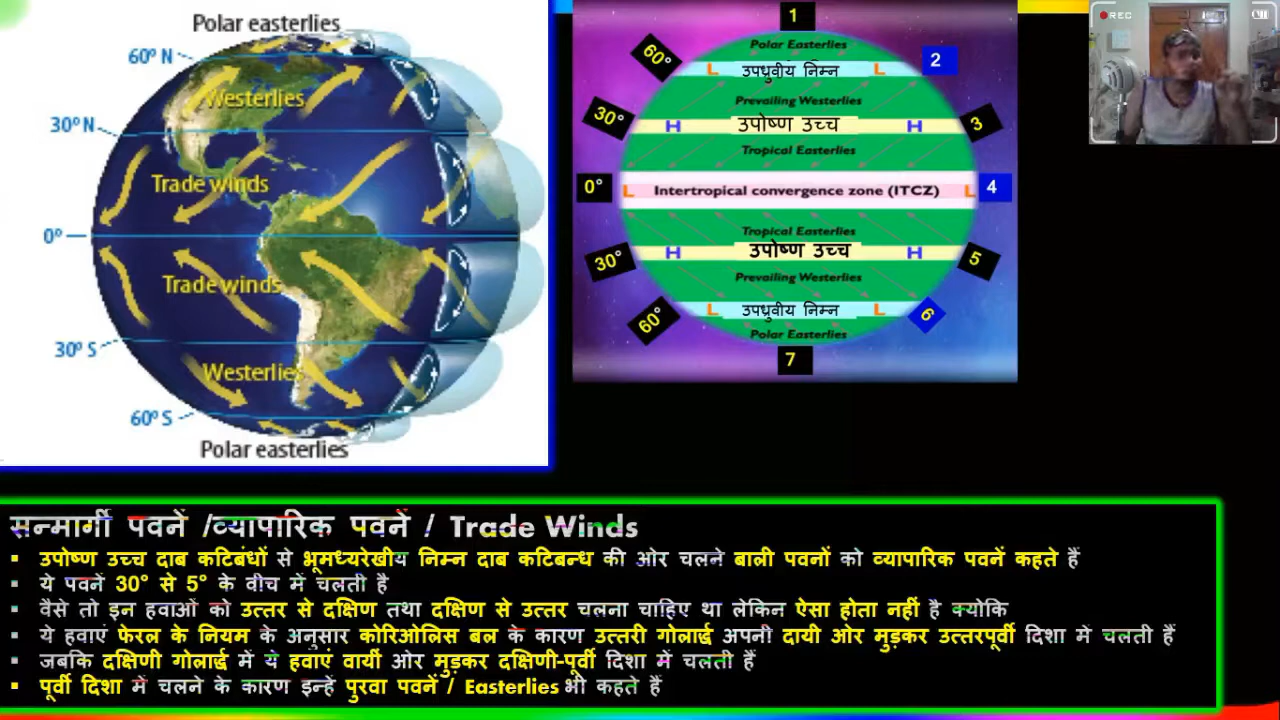 Polar easterlies
60º N
Westerlies
30º N
Trade winds
0º
Trade winds
30º S
Westerlies
60º S
Polar easterlies
1
Polar Easterlies
60°
L उपध्रुवीय निम्न L
2
Prevailing Westerlies
30°
H उपोष्ण उच्च H
3
Tropical Easterlies
0°
L Intertropical convergence zone (ITCZ) L
4
Tropical Easterlies
30°
H उपोष्ण उच्च H
5
Prevailing Westerlies
60°
L उपध्रुवीय निम्न L
6
Polar Easterlies
7
REC
सन्मार्गी पवनें /व्यापारिक पवनें / Trade Winds
उपोष्ण उच्च दाब कटिबंधों से भूमध्यरेखीय निम्न दाब कटिबन्ध की ओर चलने बाली पवनों को व्यापारिक पवनें कहते हैं
ये पवनें 30° से 5° के वीच में चलती है
वैसे तो इन हवाओं को उत्तर से दक्षिण तथा दक्षिण से उत्तर चलना चाहिए था लेकिन ऐसा होता नहीं है क्योकि
ये हवाएं फेरल के नियम के अनुसार कोरिओलिस बल के कारण उत्तरी गोलार्द्ध अपनी दायी ओर मुड़कर उत्तरपूर्वी दिशा में चलती हैं
जबकि दक्षिणी गोलार्द्ध में ये हवाएं वायीं ओर मुड़कर दक्षिणी-पूर्वी दिशा में चलती हैं
पूर्वी दिशा में चलने के कारण इन्हें पुरवा पवनें / Easterlies भी कहते हैं